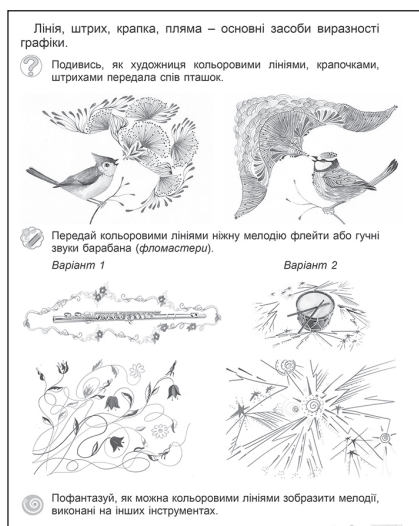 Лінія, штрих, крапка, пляма – основні засоби виразності
графіки.
Подивись, як художниця кольоровими лініями, крапочками,
штрихами передала спів пташок.
Передай кольоровими лініями ніжну мелодію флейти або гучні
звуки барабана (фломастери).
Варіант 1 Варіант 2
Пофантазуй, як можна кольоровими лініями зобразити мелодії,
виконані на інших інструментах.